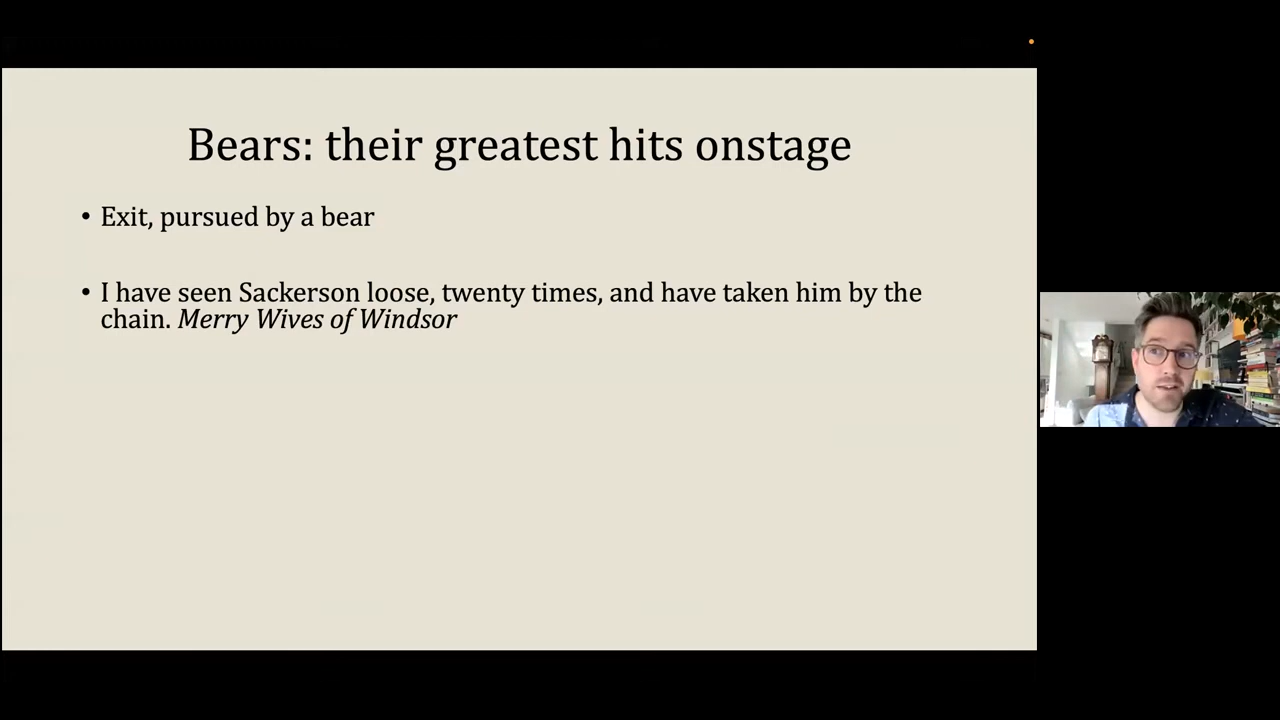 Bears: their greatest hits onstage
• Exit, pursued by a bear
• I have seen Sackerson loose, twenty times, and have taken him by the
chain. Merry Wives of Windsor